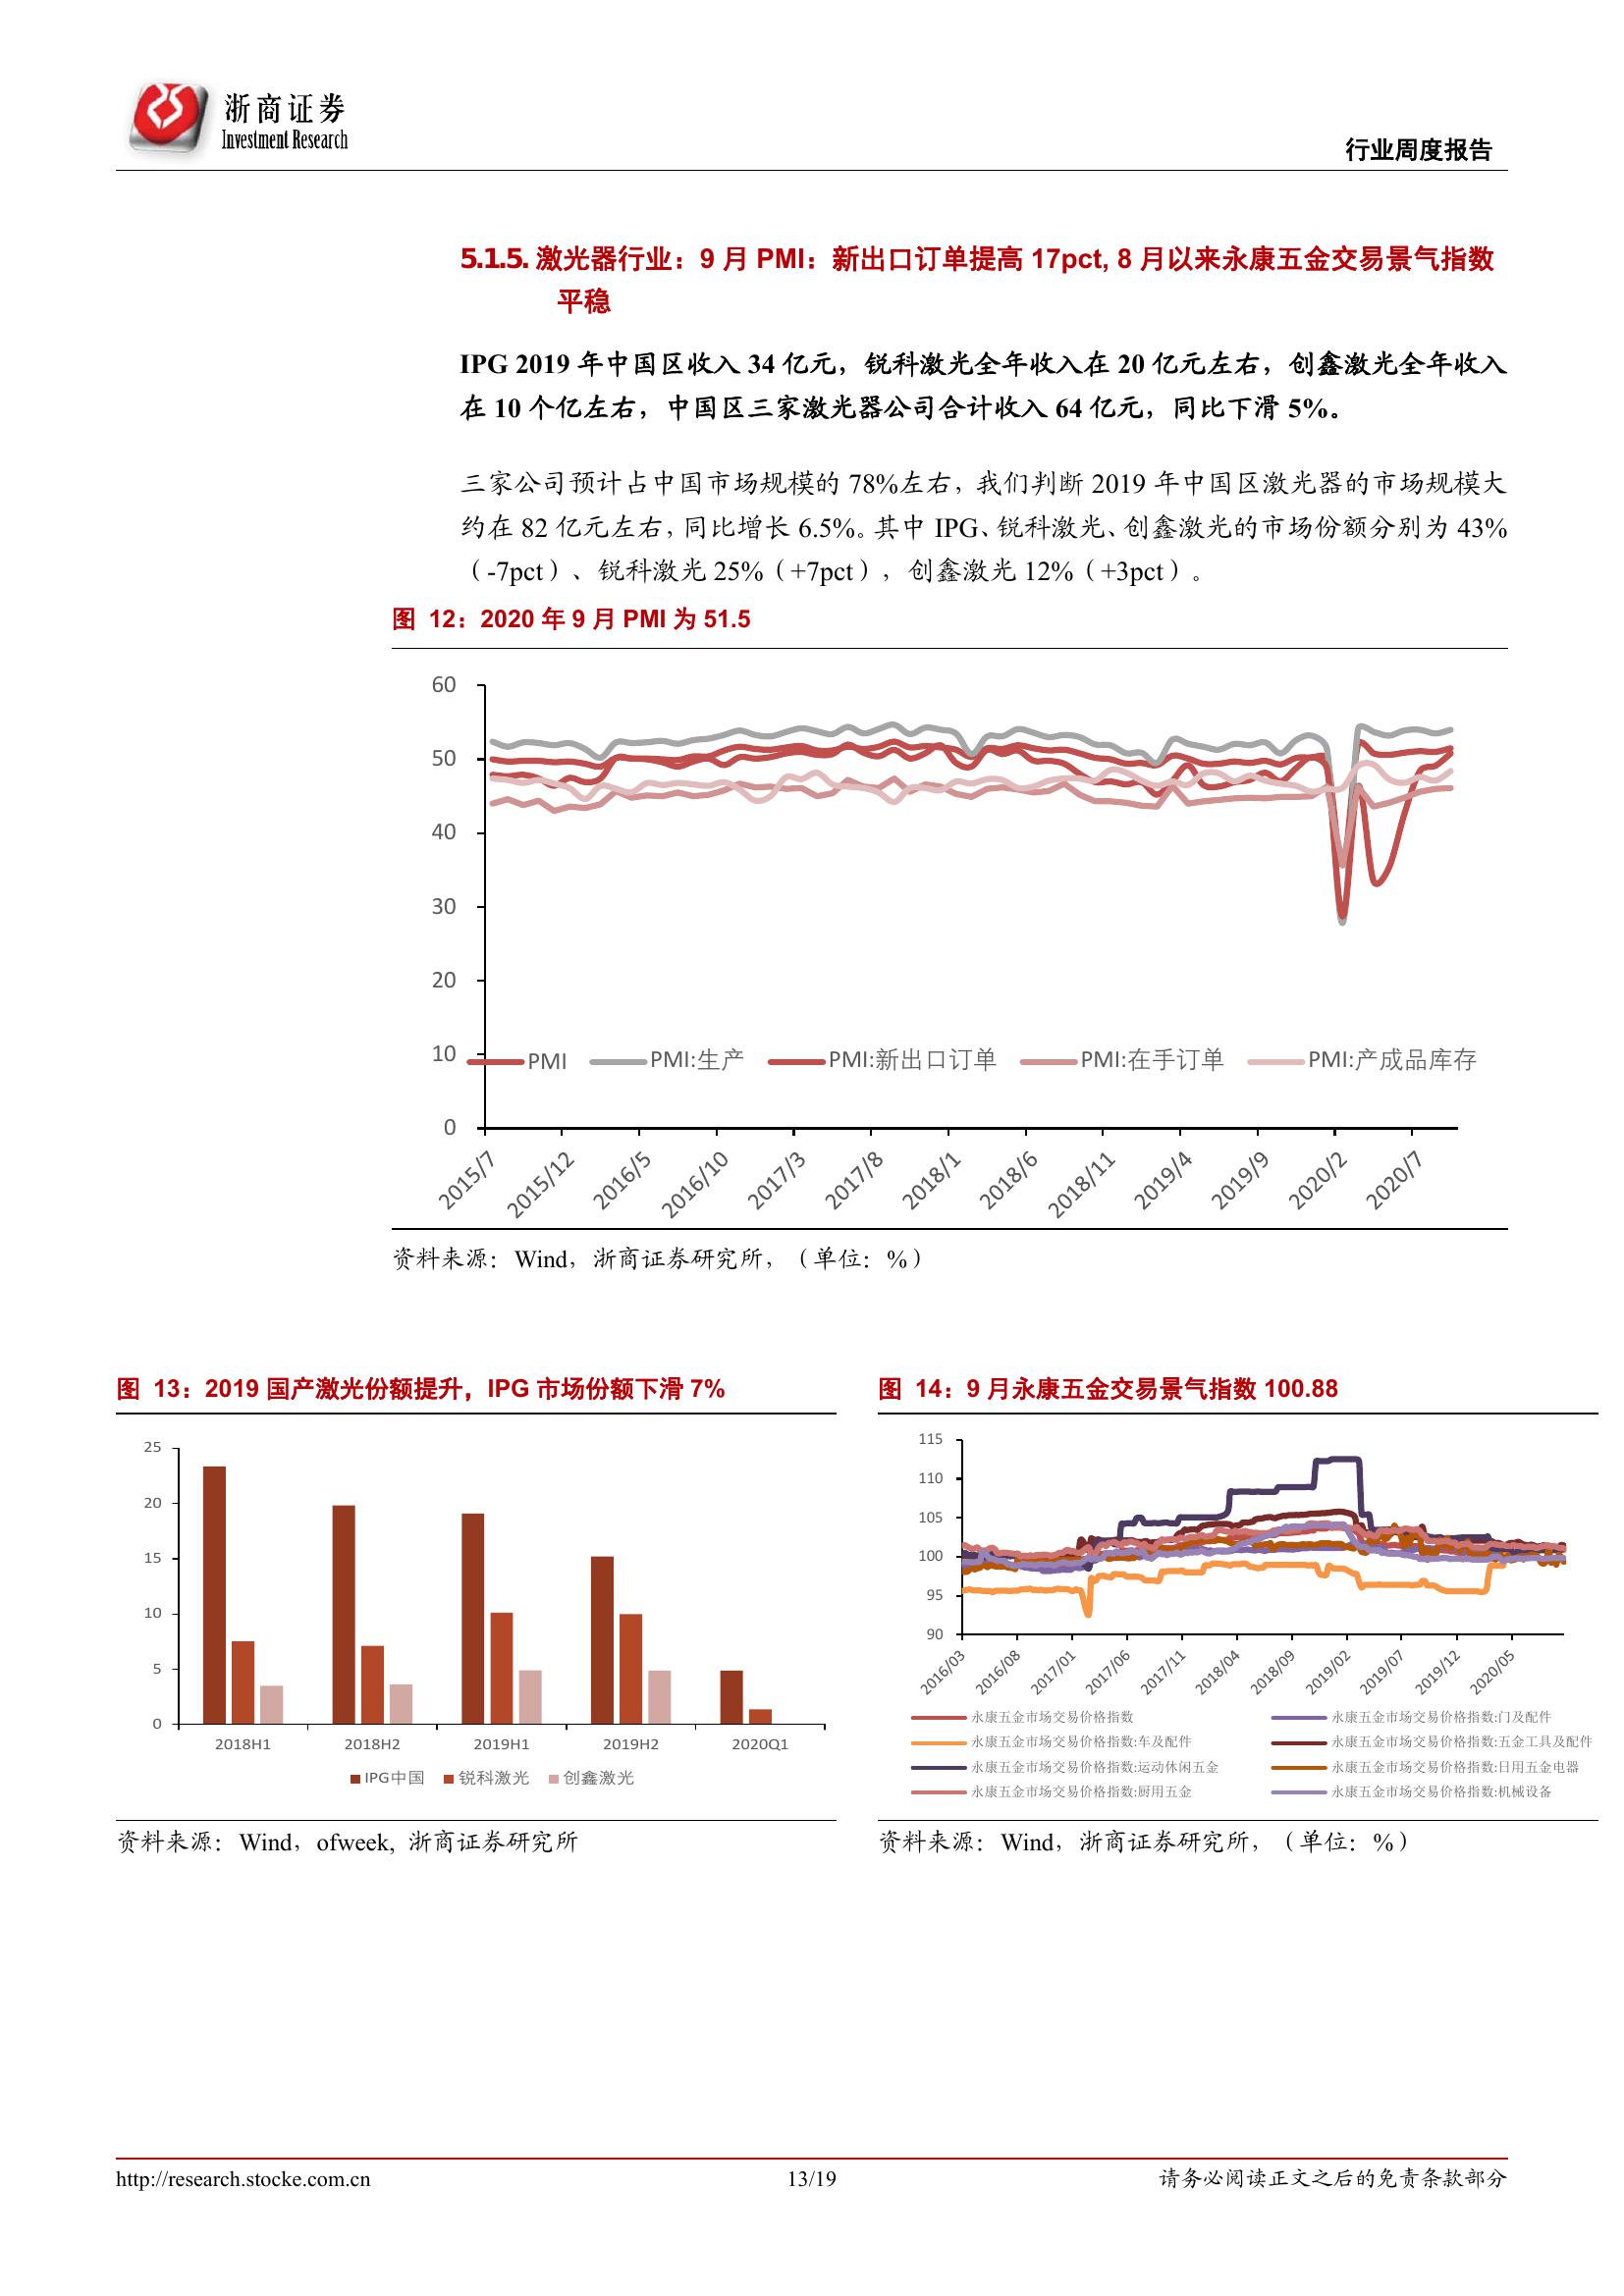 浙商证券
Investment Research
行业周度报告
5.1.5. 激光器行业：9 月 PMI：新出口订单提高 17pct, 8 月以来永康五金交易景气指数
平稳
IPG 2019 年中国区收入 34 亿元，锐科激光全年收入在 20 亿元左右，创鑫激光全年收入
在 10 个亿左右，中国区三家激光器公司合计收入 64 亿元，同比下滑 5%。
三家公司预计占中国市场规模的 78%左右，我们判断 2019 年中国区激光器的市场规模大
约在 82 亿元左右，同比增长 6.5%。其中 IPG、锐科激光、创鑫激光的市场份额分别为 43%
（-7pct）、锐科激光 25%（+7pct），创鑫激光 12%（+3pct）。
图 12：2020 年 9 月 PMI 为 51.5
60
50
40
30
20
10
0
PMI PMI:生产 PMI:新出口订单 PMI:在手订单 PMI:产成品库存
2015/7 2015/12 2016/5 2016/10 2017/3 2017/8 2018/1 2018/6 2018/11 2019/4 2019/9 2020/2 2020/7
资料来源：Wind，浙商证券研究所，（单位：%）
图 13：2019 国产激光份额提升，IPG 市场份额下滑 7%
25
20
15
10
5
0
2018H1 2018H2 2019H1 2019H2 2020Q1
IPG中国 锐科激光 创鑫激光
资料来源：Wind，ofweek, 浙商证券研究所
图 14：9 月永康五金交易景气指数 100.88
115
110
105
100
95
90
2016/03 2016/08 2017/01 2017/06 2017/11 2018/04 2018/09 2019/02 2019/07 2019/12 2020/05
永康五金市场交易价格指数 永康五金市场交易价格指数:门及配件
永康五金市场交易价格指数:车及配件 永康五金市场交易价格指数:五金工具及配件
永康五金市场交易价格指数:运动休闲五金 永康五金市场交易价格指数:日用五金电器
永康五金市场交易价格指数:厨用五金 永康五金市场交易价格指数:机械设备
资料来源：Wind，浙商证券研究所，（单位：%）
http://research.stocke.com.cn 13/19 请务必阅读正文之后的免责条款部分